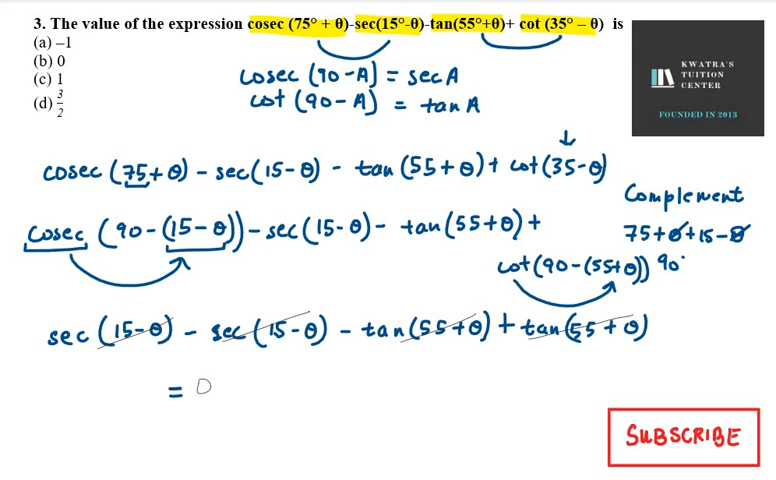 3. The value of the expression cosec (75° + θ)-sec(15°-θ)-tan(55°+θ)+ cot (35° – θ) is
(a) –1
(b) 0
(c) 1
(d) 3/2
KWATRA'S
TUITION
CENTER
FOUNDED IN 2013
cosec (90-A) = sec A
cot (90-A) = tan A
cosec (75+θ) - sec(15-θ) - tan (55+θ) + cot (35-θ)
Complement
75+θ+15-θ
90°
cosec (90-(15-θ)) - sec (15-θ) - tan (55+θ) +
cot (90-(55+θ))
sec (15-θ) - sec (15-θ) - tan (55+θ) + tan (55+θ)
= 0
SUBSCRIBE